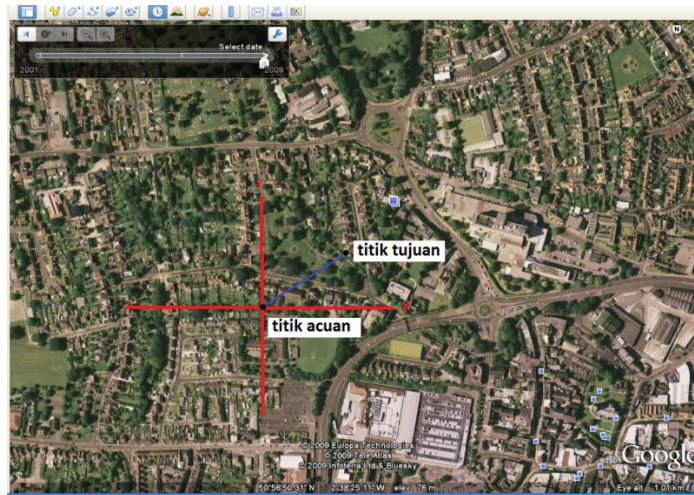 Select date
2001
2009
N
Y
titik tujuan
X
titik acuan
© 2009 Europa Technologies
© 2009 Tele Atlas
© 2009 Infoterra Ltd & Bluesky
Google
50°56'50.31" N 2°38'25.11" W elev 76 m
Eye alt 1.01 km